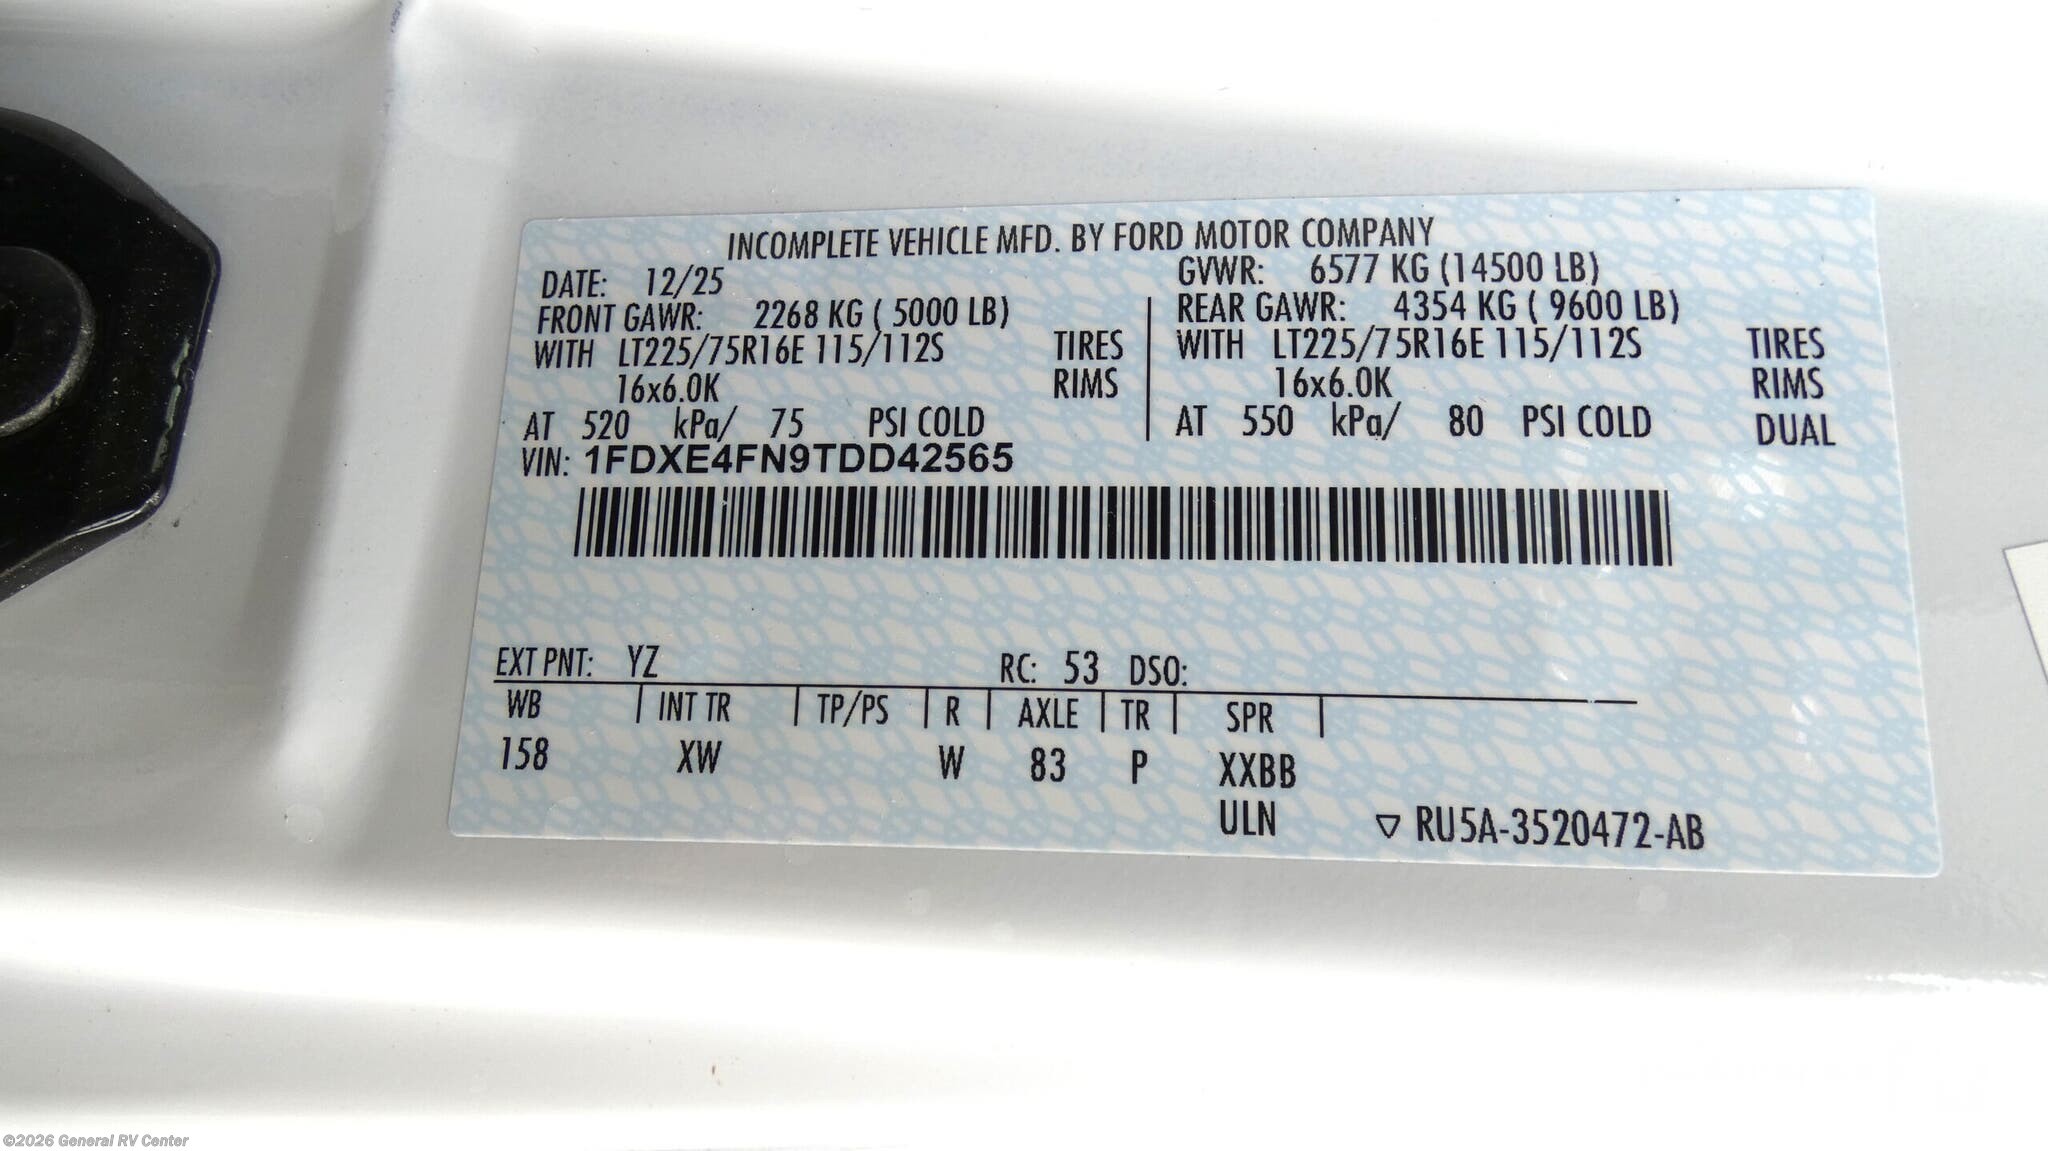 INCOMPLETE VEHICLE MFD. BY FORD MOTOR COMPANY
DATE: 12/25 GVWR: 6577 KG (14500 LB)
FRONT GAWR: 2268 KG ( 5000 LB) REAR GAWR: 4354 KG ( 9600 LB)
WITH LT225/75R16E 115/112S TIRES WITH LT225/75R16E 115/112S TIRES
16x6.0K RIMS 16x6.0K RIMS
AT 520 kPa/ 75 PSI COLD AT 550 kPa/ 80 PSI COLD DUAL
VIN: 1FDXE4FN9TDD42565
EXT PNT: YZ RC: 53 DSO:
WB INT TR TP/PS R AXLE TR SPR
158 XW W 83 P XXBB
ULN ▽ RU5A-3520472-AB
©2026 General RV Center